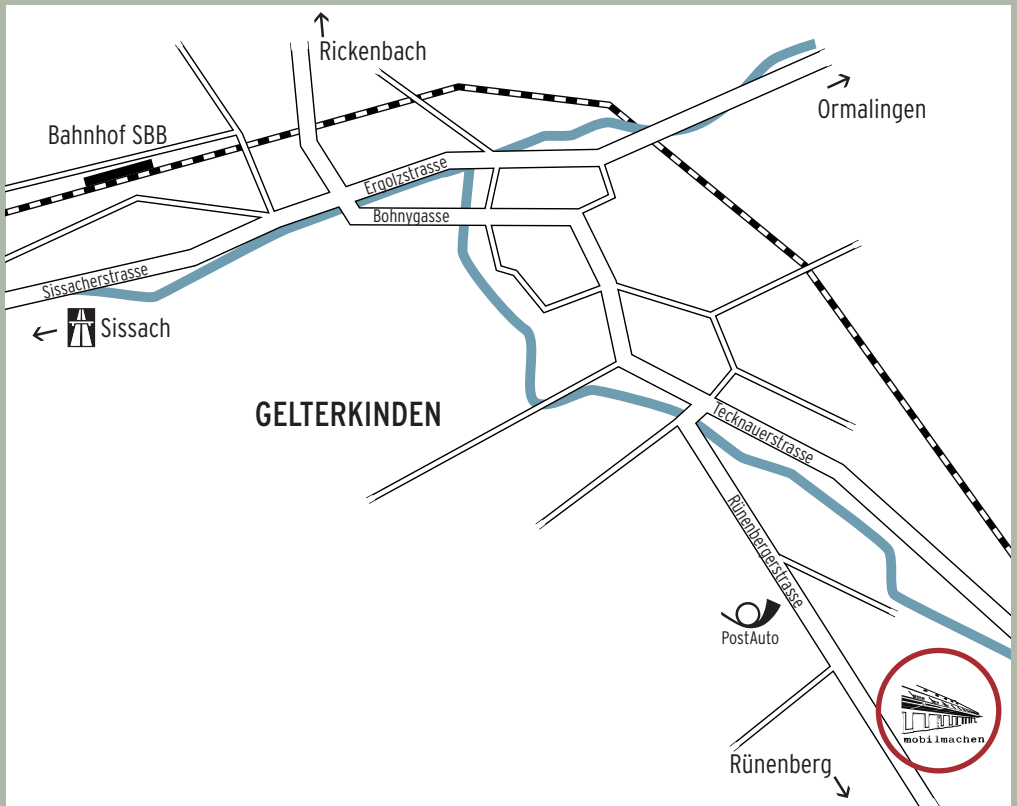 Rickenbach
Ormalingen
Bahnhof SBB
Ergolzstrasse
Bohnygasse
Sissacherstrasse
Sissach
GELTERKINDEN
Tecknauerstrasse
Rünenbergerstrasse
PostAuto
mobilmachen
Rünenberg